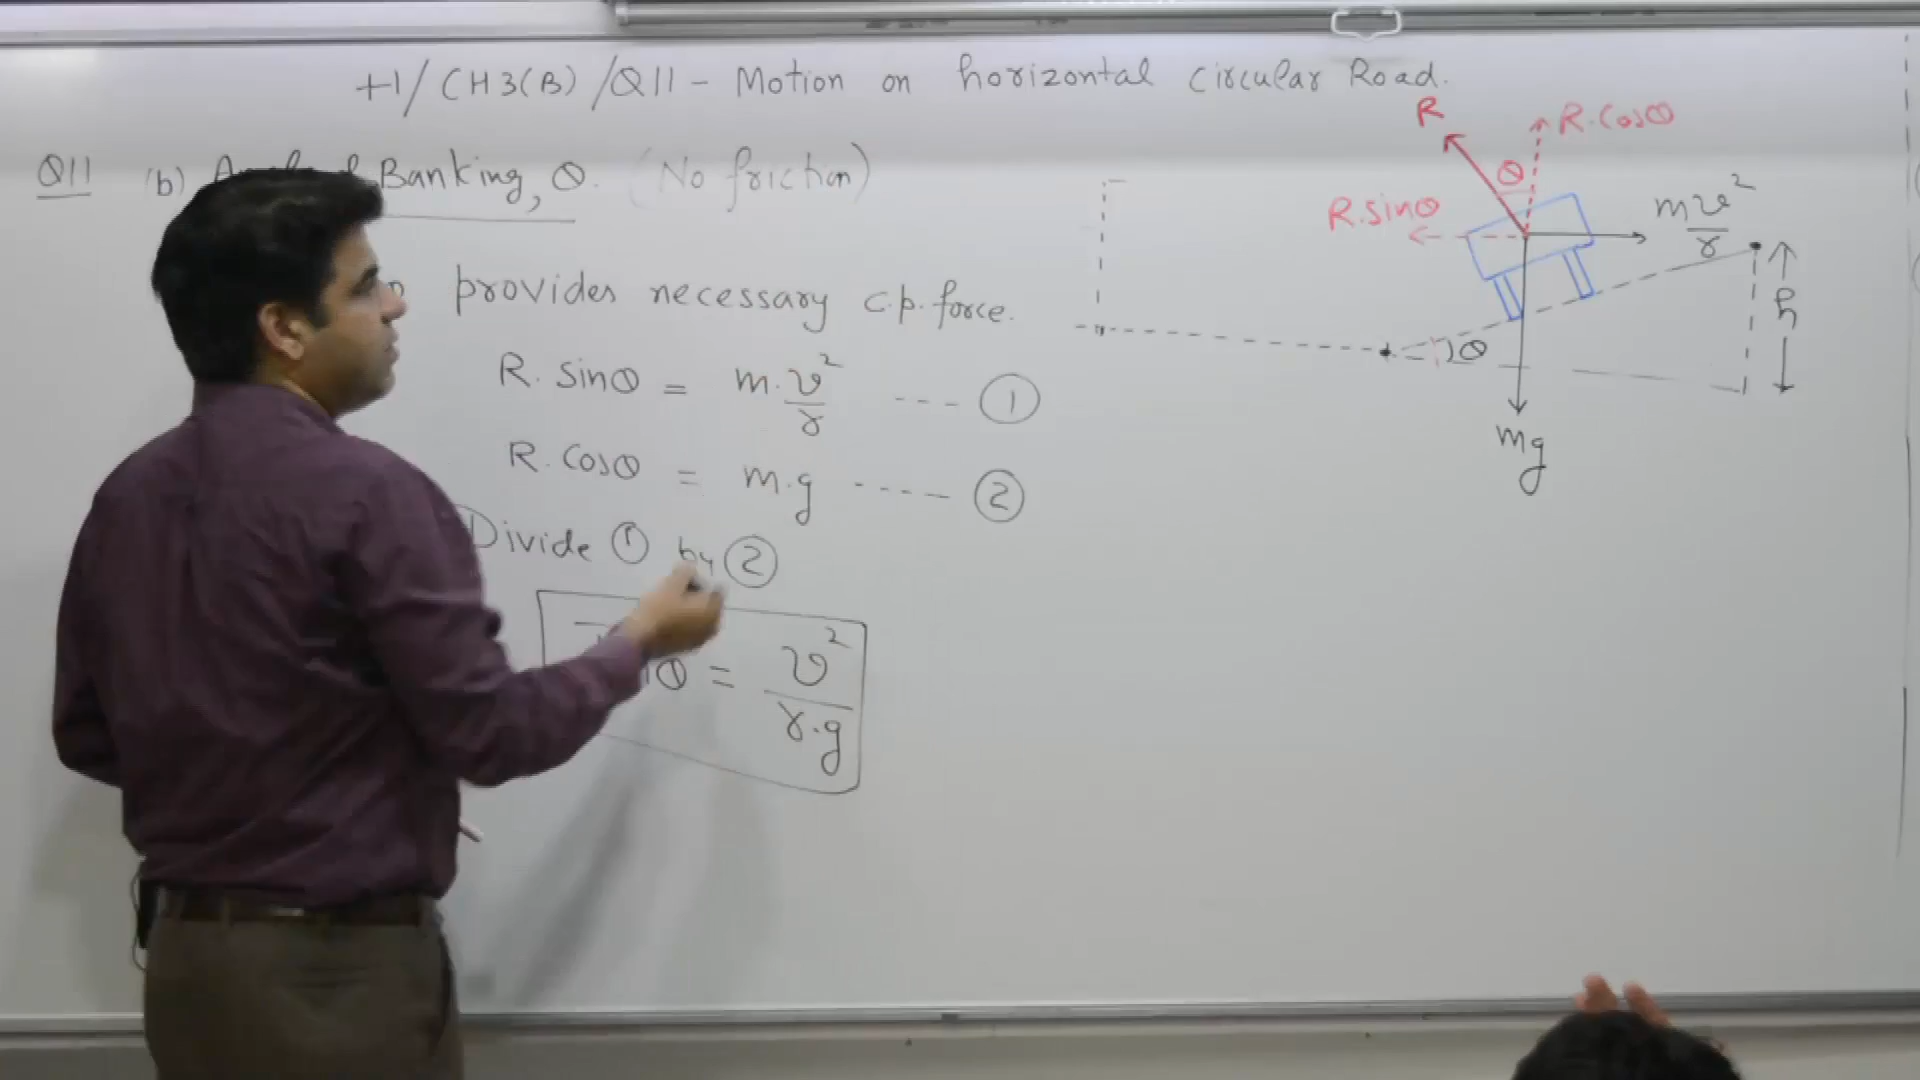 +1/CH3(B)/Q11 - Motion on horizontal Circular Road.
Q11 (b) Banking, θ. (No friction)
provides necessary c.p. force.
R. sinθ = m.v²/r ---- ①
R. cosθ = m.g ----- ②
Divide ① by ②
θ = v²/r.g
R
R.cosθ
θ
R.sinθ
mv²/r
h
θ
mg